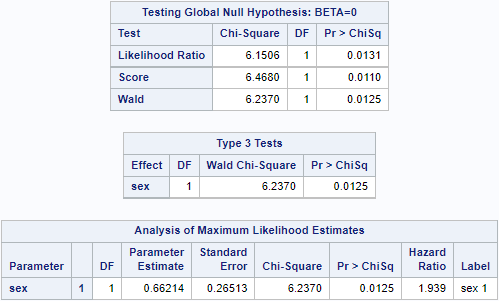 Testing Global Null Hypothesis: BETA=0
Test Chi-Square DF Pr > ChiSq
Likelihood Ratio 6.1506 1 0.0131
Score 6.4680 1 0.0110
Wald 6.2370 1 0.0125
Type 3 Tests
Effect DF Wald Chi-Square Pr > ChiSq
sex 1 6.2370 0.0125
Analysis of Maximum Likelihood Estimates
Parameter DF Parameter Estimate Standard Error Chi-Square Pr > ChiSq Hazard Ratio Label
sex 1 1 0.66214 0.26513 6.2370 0.0125 1.939 sex 1